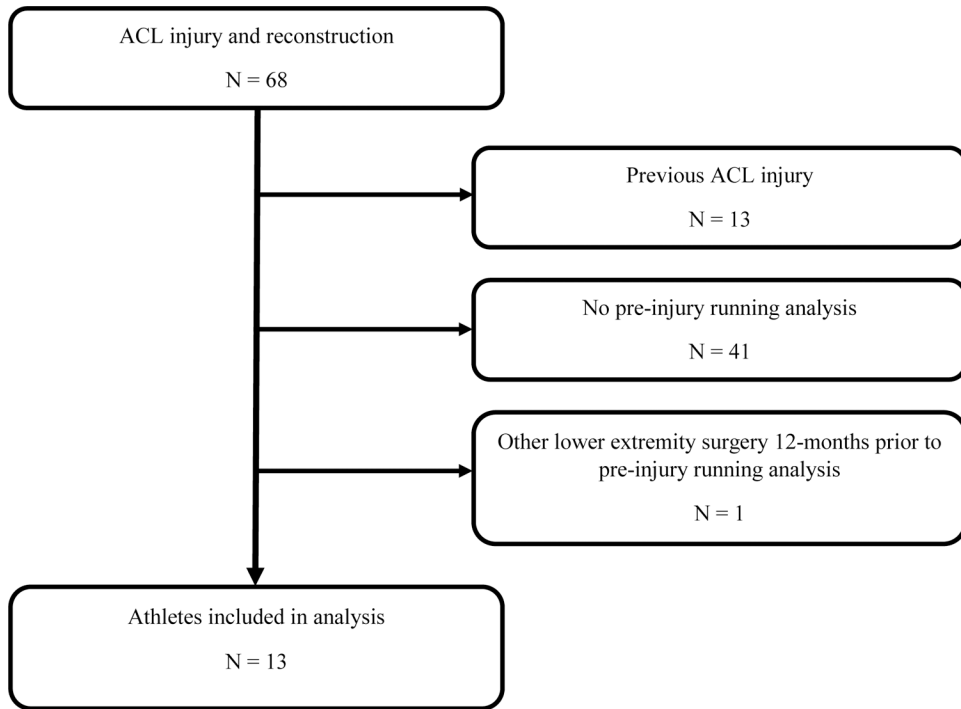 ACL injury and reconstruction
N = 68
Previous ACL injury
N = 13
No pre-injury running analysis
N = 41
Other lower extremity surgery 12-months prior to
pre-injury running analysis
N = 1
Athletes included in analysis
N = 13